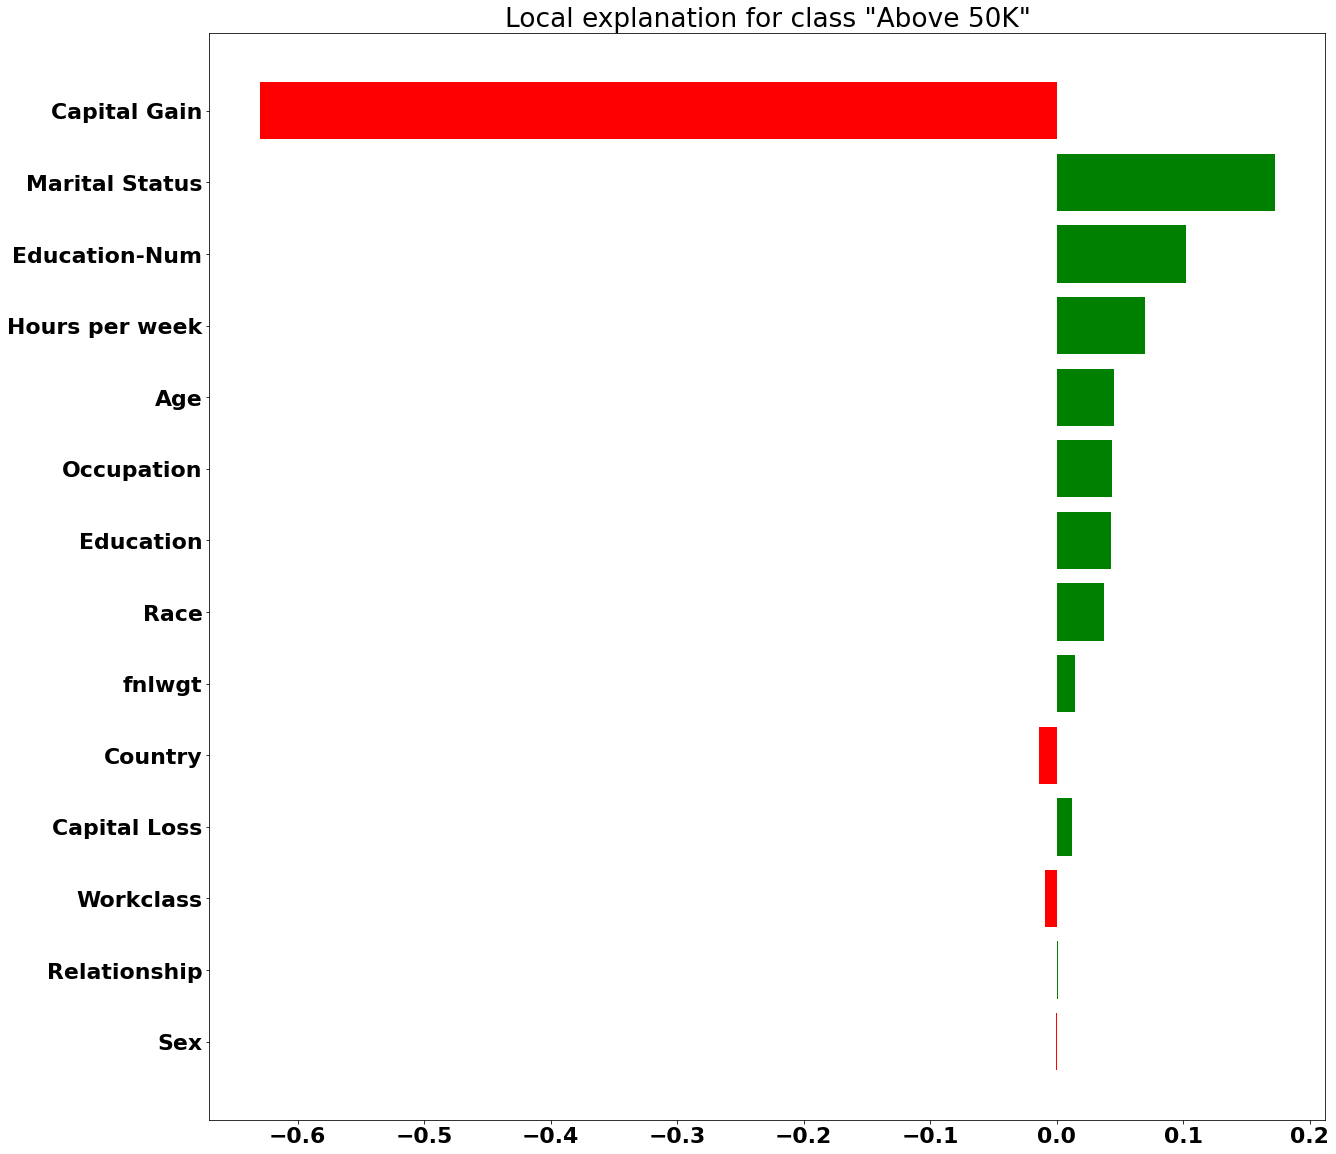 Local explanation for class "Above 50K"
Capital Gain
Marital Status
Education-Num
Hours per week
Age
Occupation
Education
Race
fnlwgt
Country
Capital Loss
Workclass
Relationship
Sex
−0.6 −0.5 −0.4 −0.3 −0.2 −0.1 0.0 0.1 0.2